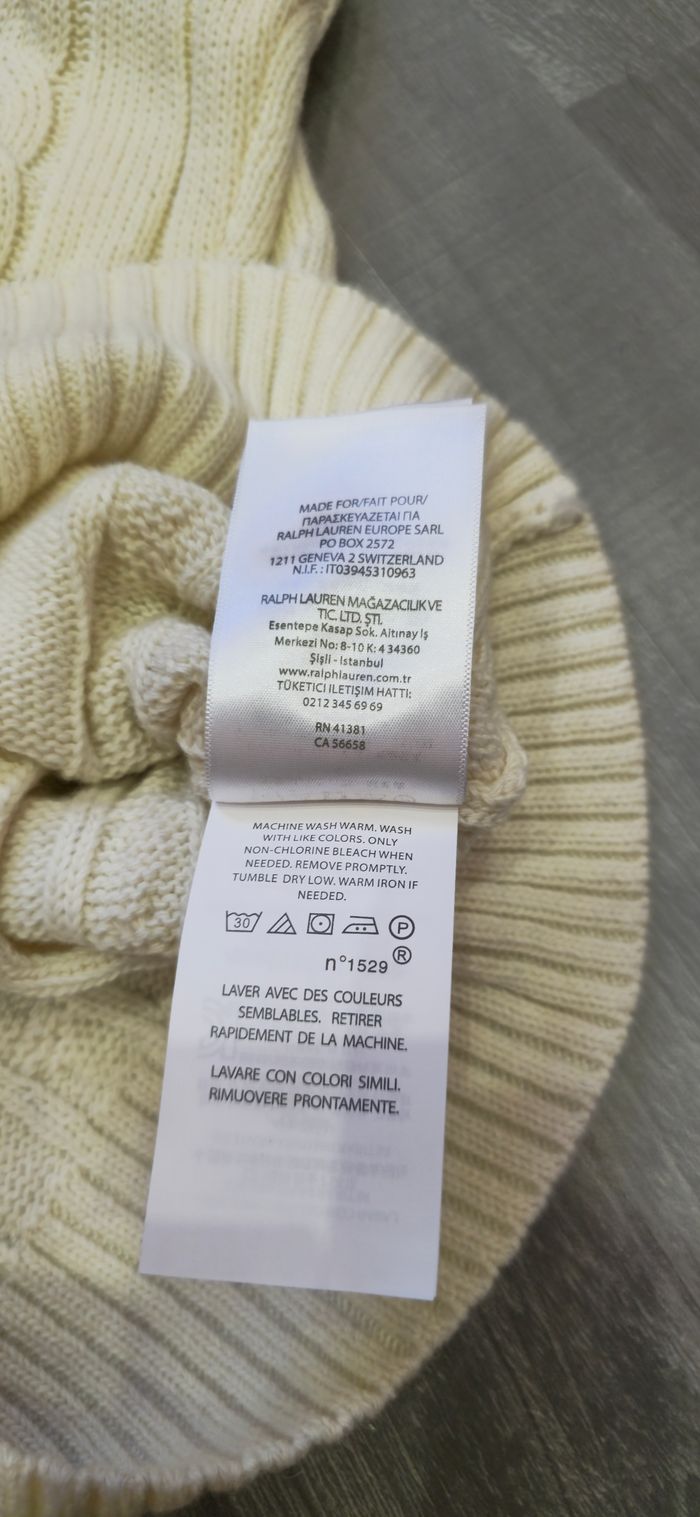 MADE FOR/FAIT POUR/
ΠΑΡΑΣΚΕΥΑΖΕΤΑΙ ΓΙΑ
RALPH LAUREN EUROPE SARL
PO BOX 2572
1211 GENEVA 2 SWITZERLAND
N.I.F. : IT03945310963
RALPH LAUREN MAĞAZACILIK VE
TİC. LTD. ŞTİ.
Esentepe Kasap Sok. Altınay İş
Merkezi No: 8-10 K: 4 34360
Şişli - Istanbul
www.ralphlauren.com.tr
TÜKETICI ILETIŞIM HATTI:
0212 345 69 69
RN 41381
CA 56658
MACHINE WASH WARM. WASH
WITH LIKE COLORS. ONLY
NON-CHLORINE BLEACH WHEN
NEEDED. REMOVE PROMPTLY.
TUMBLE DRY LOW. WARM IRON IF
NEEDED.
30 P
n°1529 ®
LAVER AVEC DES COULEURS
SEMBLABLES. RETIRER
RAPIDEMENT DE LA MACHINE.
LAVARE CON COLORI SIMILI.
RIMUOVERE PRONTAMENTE.